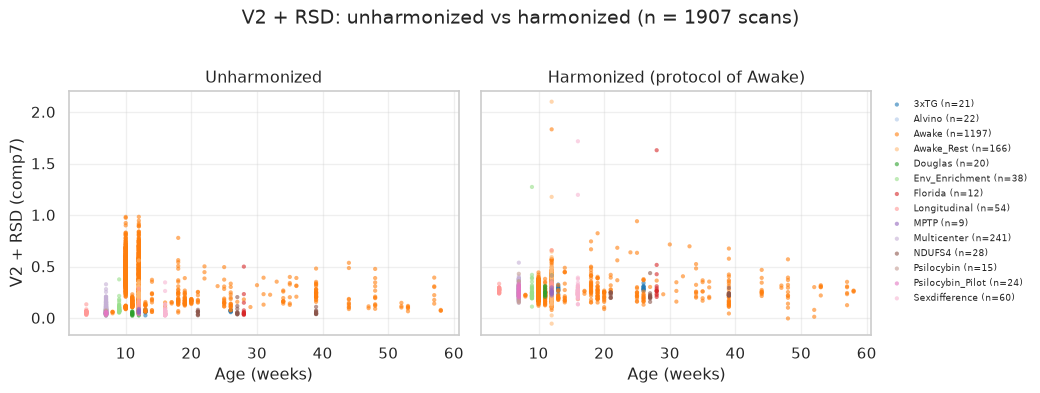 V2 + RSD: unharmonized vs harmonized (n = 1907 scans)
Unharmonized
Harmonized (protocol of Awake)
V2 + RSD (comp7)
2.0
1.5
1.0
0.5
0.0
10
20
30
40
50
60
Age (weeks)
10
20
30
40
50
60
Age (weeks)
3xTG (n=21)
Alvino (n=22)
Awake (n=1197)
Awake_Rest (n=166)
Douglas (n=20)
Env_Enrichment (n=38)
Florida (n=12)
Longitudinal (n=54)
MPTP (n=9)
Multicenter (n=241)
NDUFS4 (n=28)
Psilocybin (n=15)
Psilocybin_Pilot (n=24)
Sexdifference (n=60)